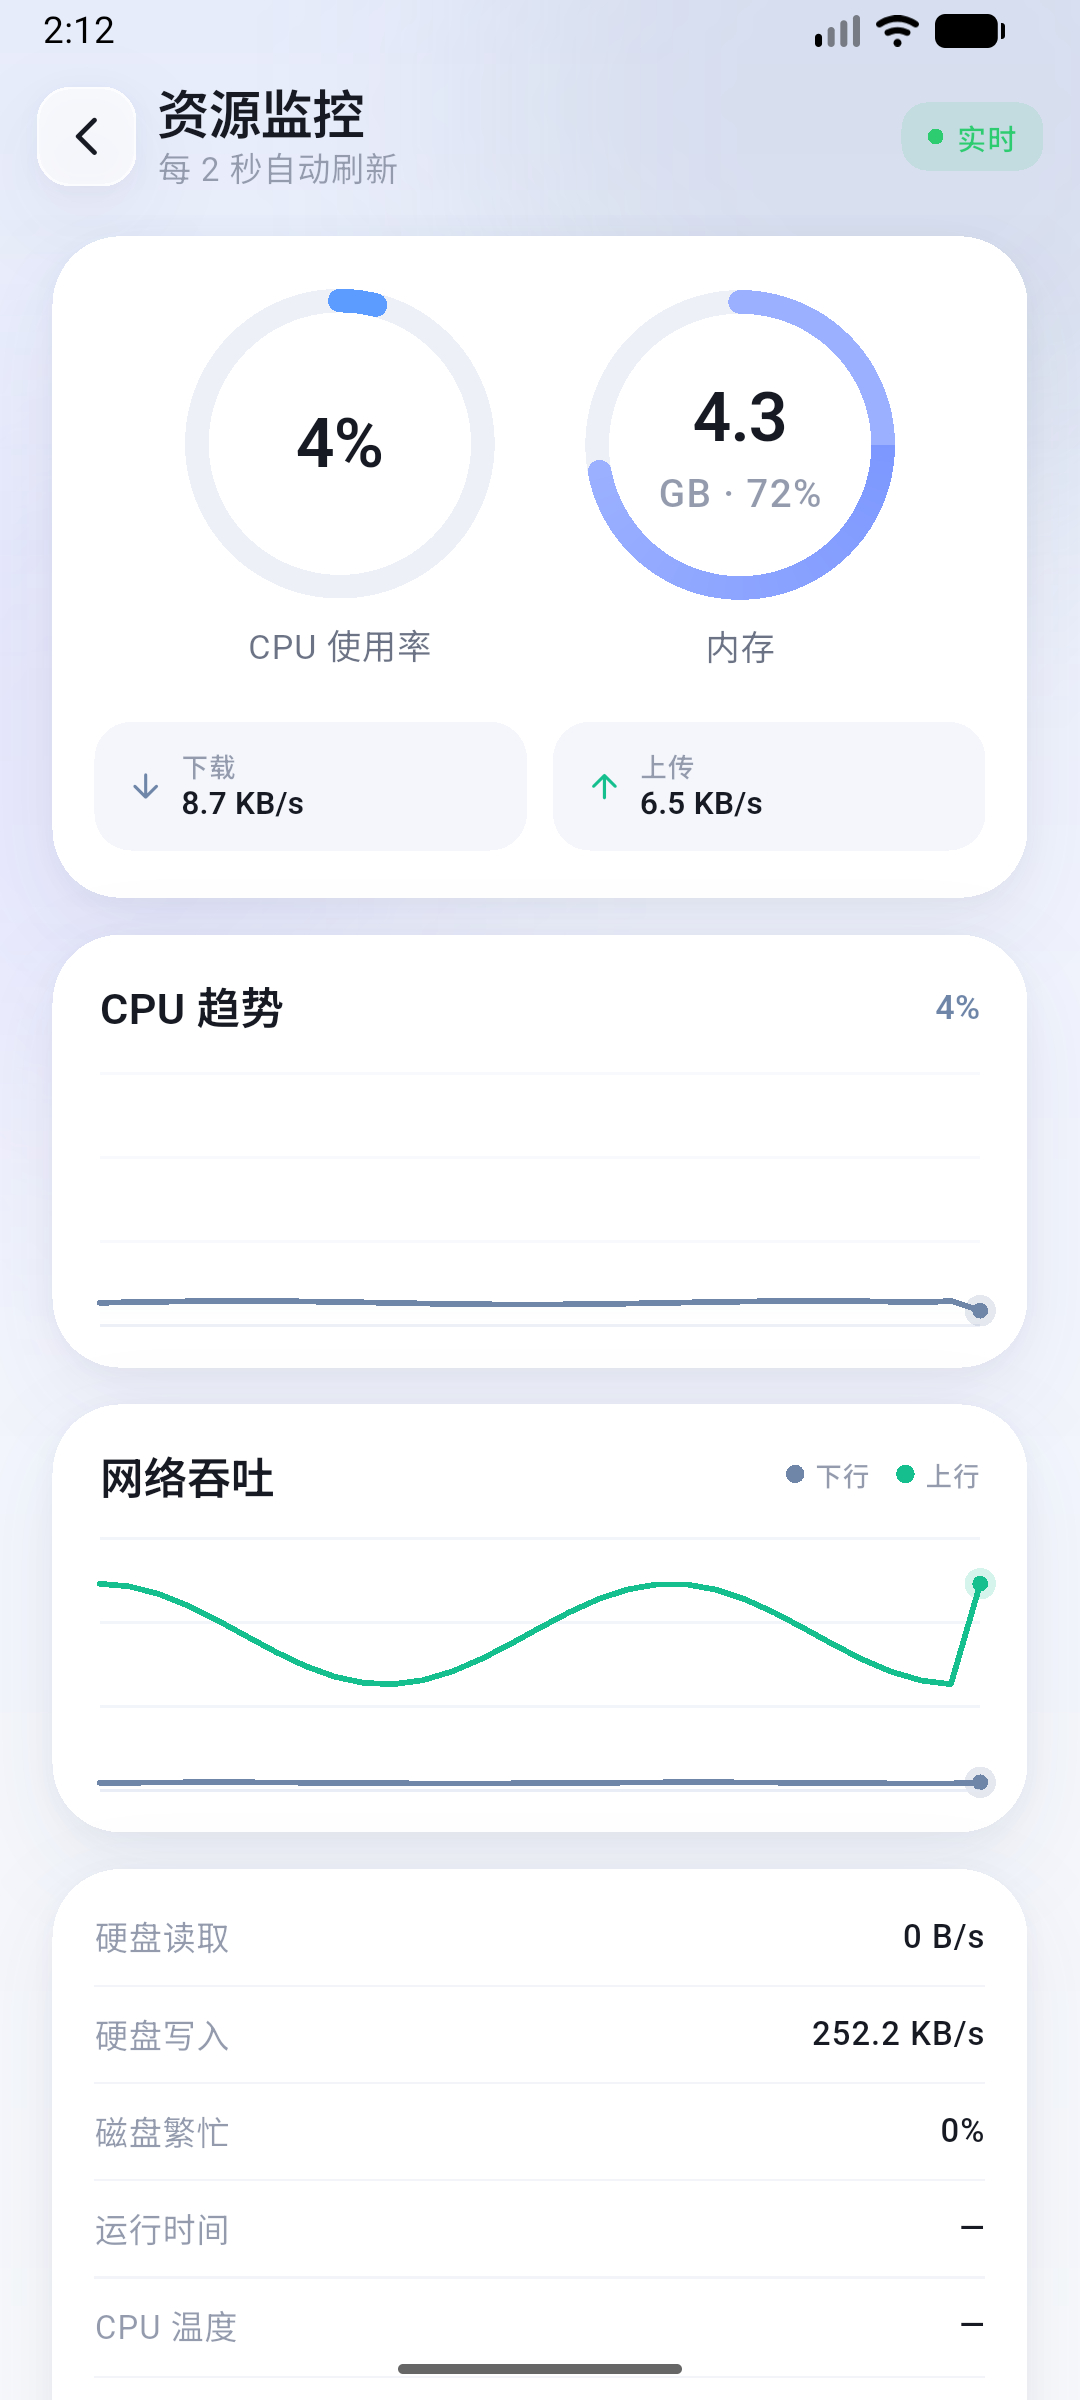 2:12
资源监控
每 2 秒自动刷新
实时
4%
CPU 使用率
4.3
GB · 72%
内存
下载
8.7 KB/s
上传
6.5 KB/s
CPU 趋势
4%
网络吞吐
下行
上行
硬盘读取
0 B/s
硬盘写入
252.2 KB/s
磁盘繁忙
0%
运行时间
—
CPU 温度
—